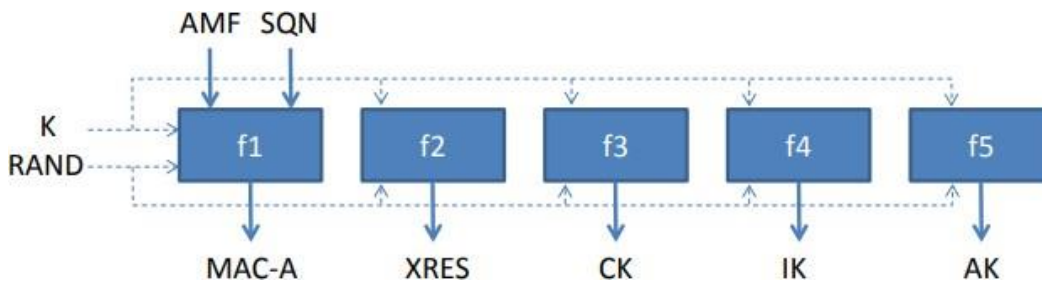 AMF SQN
K
RAND
f1 f2 f3 f4 f5
MAC-A XRES CK IK AK